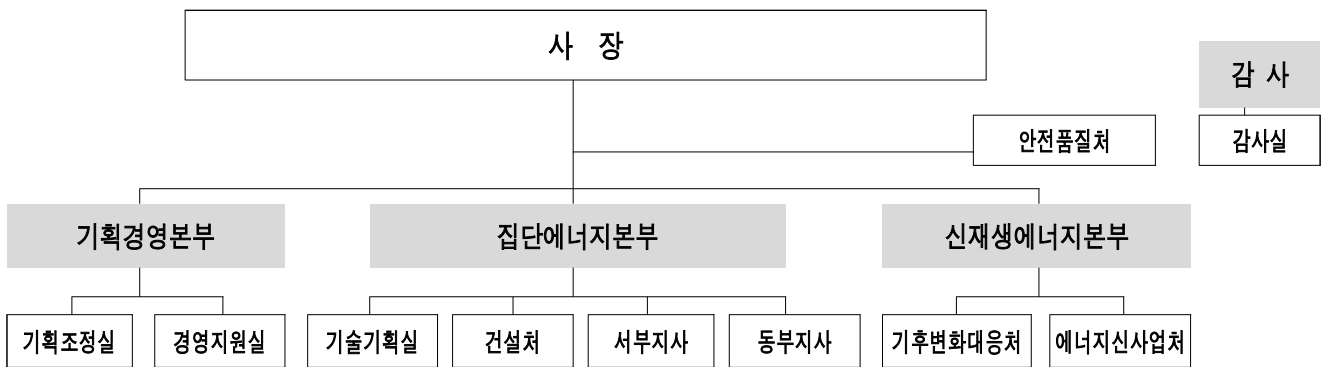 사 장
감 사
안전품질처
감사실
기획경영본부
집단에너지본부
신재생에너지본부
기획조정실
경영지원실
기술기획실
건설처
서부지사
동부지사
기후변화대응처
에너지신사업처